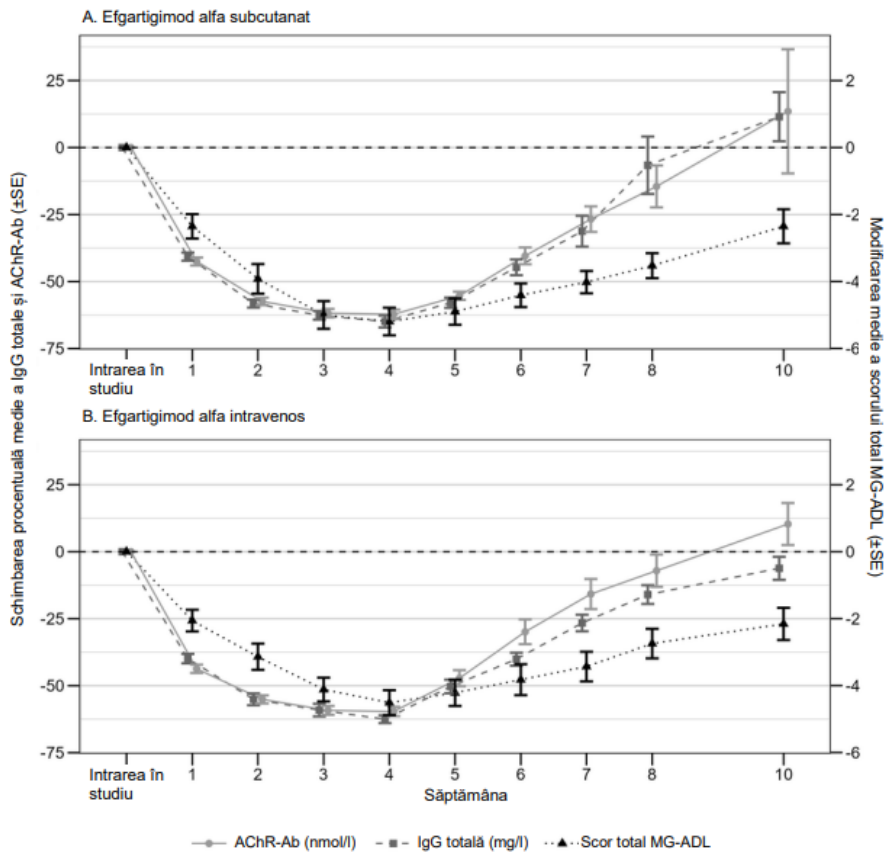 A. Efgartigimod alfa subcutanat
Schimbarea procentuală medie a IgG totale și AChR-Ab (±SE)
Modificarea medie a scorului total MG-ADL (±SE)
25
0
-25
-50
-75
2
0
-2
-4
-6
Intrarea în
studiu
1 2 3 4 5 6 7 8 10
B. Efgartigimod alfa intravenos
25
0
-25
-50
-75
2
0
-2
-4
-6
Intrarea în
studiu
1 2 3 4 5 6 7 8 10
Săptămâna
AChR-Ab (nmol/l) IgG totală (mg/l) Scor total MG-ADL